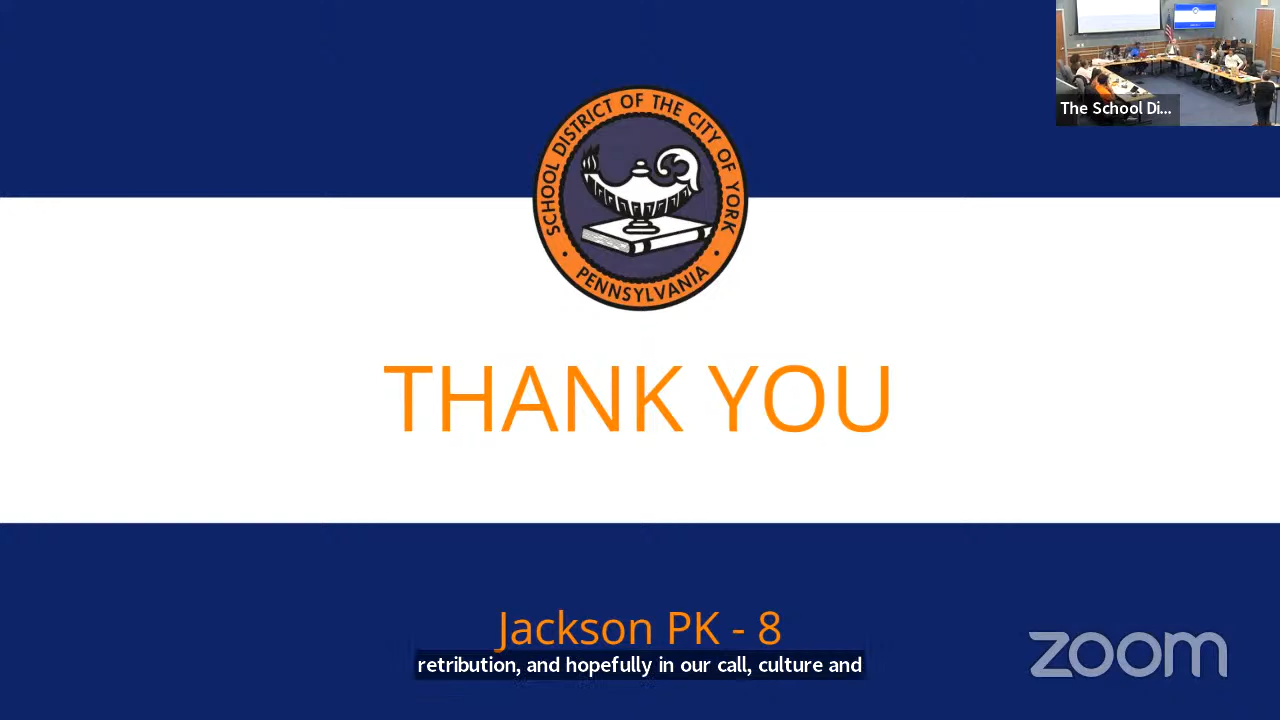 The School Di...
SCHOOL DISTRICT OF THE CITY OF YORK
• PENNSYLVANIA •
THANK YOU
Jackson PK - 8
retribution, and hopefully in our call, culture and
zoom